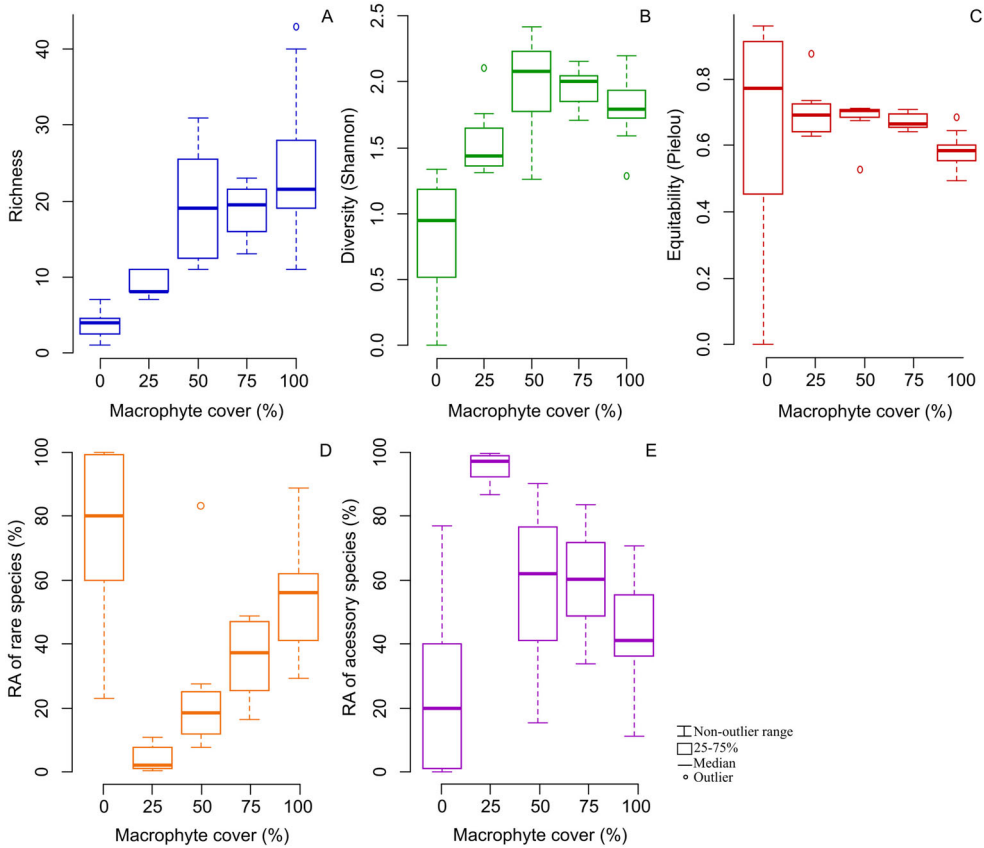 A
Richness
0
10
20
30
40
0 25 50 75 100
Macrophyte cover (%)
B
Diversity (Shannon)
0.0
0.5
1.0
1.5
2.0
2.5
0 25 50 75 100
Macrophyte cover (%)
C
Equitability (Pielou)
0.0
0.2
0.4
0.6
0.8
0 25 50 75 100
Macrophyte cover (%)
D
RA of rare species (%)
0
20
40
60
80
100
0 25 50 75 100
Macrophyte cover (%)
E
RA of acessory species (%)
0
20
40
60
80
100
0 25 50 75 100
Macrophyte cover (%)
Non-outlier range
25-75%
Median
Outlier